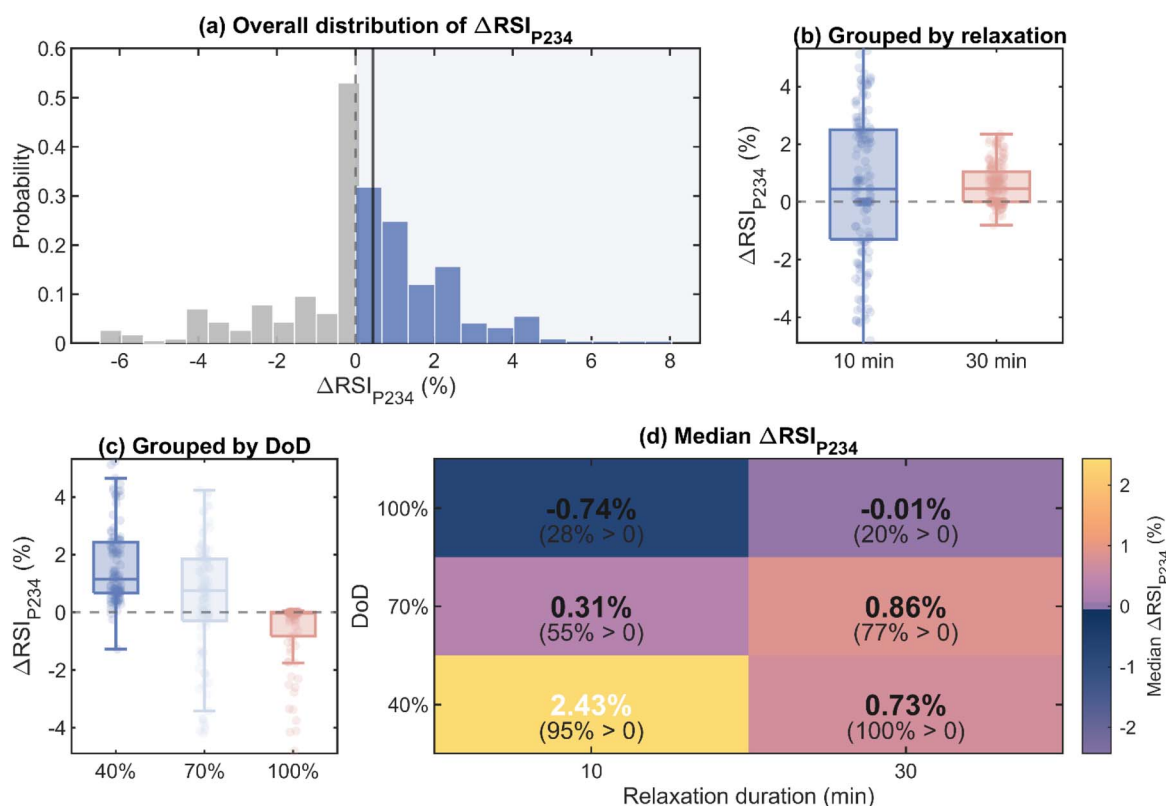 (a) Overall distribution of ΔRSI_P234
0.6
0.5
0.4
0.3
0.2
0.1
0
Probability
-6 -4 -2 0 2 4 6 8
ΔRSI_P234 (%)
(b) Grouped by relaxation
4
2
0
-2
-4
ΔRSI_P234 (%)
10 min 30 min
(c) Grouped by DoD
4
2
0
-2
-4
ΔRSI_P234 (%)
40% 70% 100%
(d) Median ΔRSI_P234
DoD
100%
-0.74% -0.01%
(28% > 0) (20% > 0)
70%
0.31% 0.86%
(55% > 0) (77% > 0)
40%
2.43% 0.73%
(95% > 0) (100% > 0)
10 30
Relaxation duration (min)
2
1
0
-1
-2
Median ΔRSI_P234 (%)